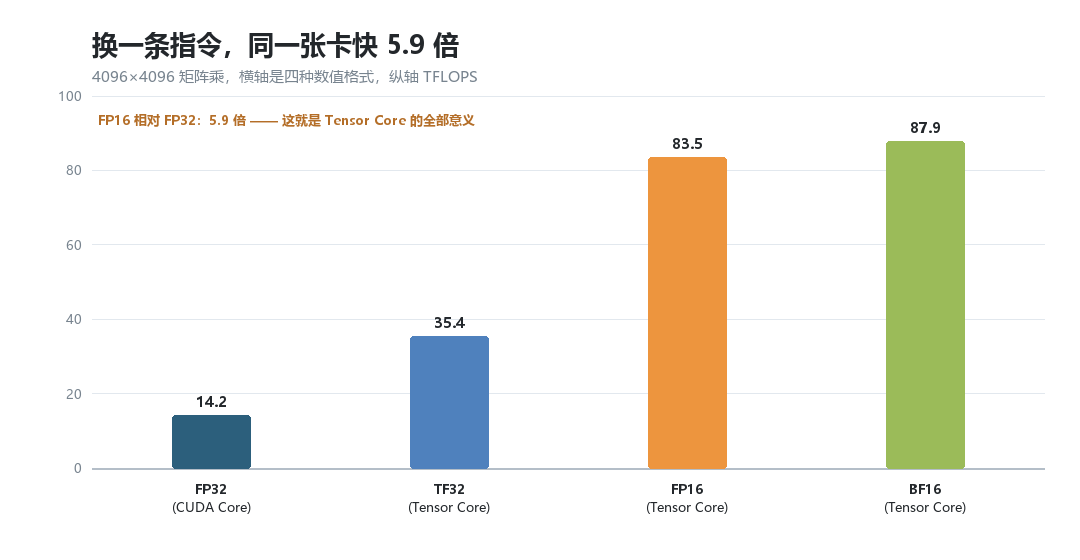 换一条指令，同一张卡快 5.9 倍
4096×4096 矩阵乘，横轴是四种数值格式，纵轴 TFLOPS
100
FP16 相对 FP32：5.9 倍 —— 这就是 Tensor Core 的全部意义
80
60
40
20
0
14.2
35.4
83.5
87.9
FP32
(CUDA Core)
TF32
(Tensor Core)
FP16
(Tensor Core)
BF16
(Tensor Core)